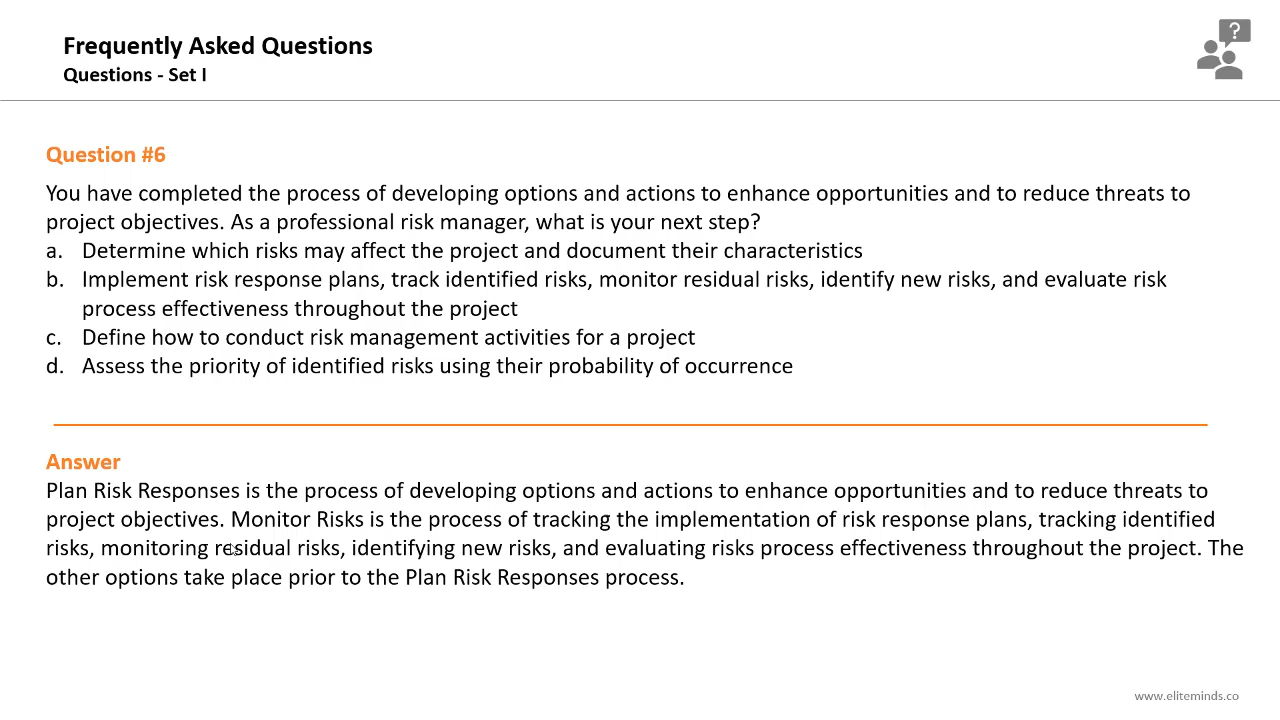 Frequently Asked Questions
Questions - Set I
?
Question #6
You have completed the process of developing options and actions to enhance opportunities and to reduce threats to
project objectives. As a professional risk manager, what is your next step?
a. Determine which risks may affect the project and document their characteristics
b. Implement risk response plans, track identified risks, monitor residual risks, identify new risks, and evaluate risk
process effectiveness throughout the project
c. Define how to conduct risk management activities for a project
d. Assess the priority of identified risks using their probability of occurrence
Answer
Plan Risk Responses is the process of developing options and actions to enhance opportunities and to reduce threats to
project objectives. Monitor Risks is the process of tracking the implementation of risk response plans, tracking identified
risks, monitoring residual risks, identifying new risks, and evaluating risks process effectiveness throughout the project. The
other options take place prior to the Plan Risk Responses process.
www.eliteminds.co